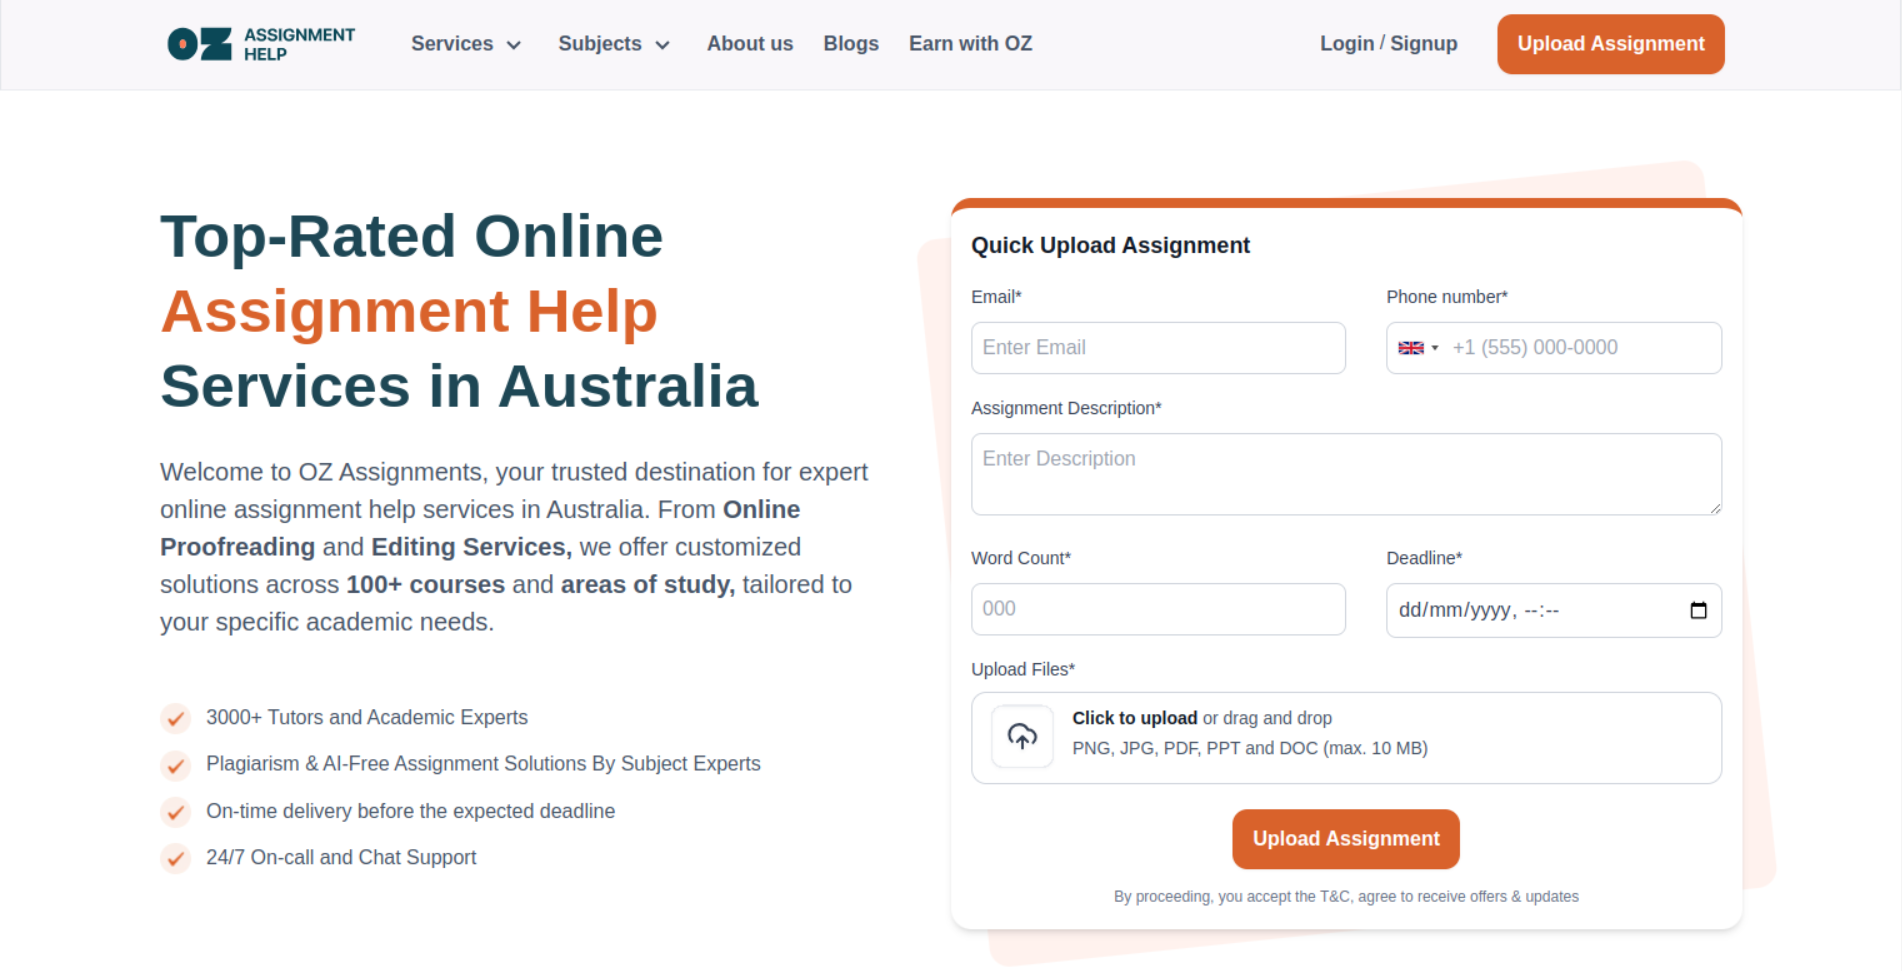 OZ ASSIGNMENT
HELP
Services
Subjects
About us
Blogs
Earn with OZ
Login / Signup
Upload Assignment
Top-Rated Online
Assignment Help
Services in Australia
Welcome to OZ Assignments, your trusted destination for expert
online assignment help services in Australia. From Online
Proofreading and Editing Services, we offer customized
solutions across 100+ courses and areas of study, tailored to
your specific academic needs.
3000+ Tutors and Academic Experts
Plagiarism & AI-Free Assignment Solutions By Subject Experts
On-time delivery before the expected deadline
24/7 On-call and Chat Support
Quick Upload Assignment
Email*
Phone number*
Enter Email
+1 (555) 000-0000
Assignment Description*
Enter Description
Word Count*
Deadline*
000
dd/mm/yyyy, --:--
Upload Files*
Click to upload or drag and drop
PNG, JPG, PDF, PPT and DOC (max. 10 MB)
Upload Assignment
By proceeding, you accept the T&C, agree to receive offers & updates